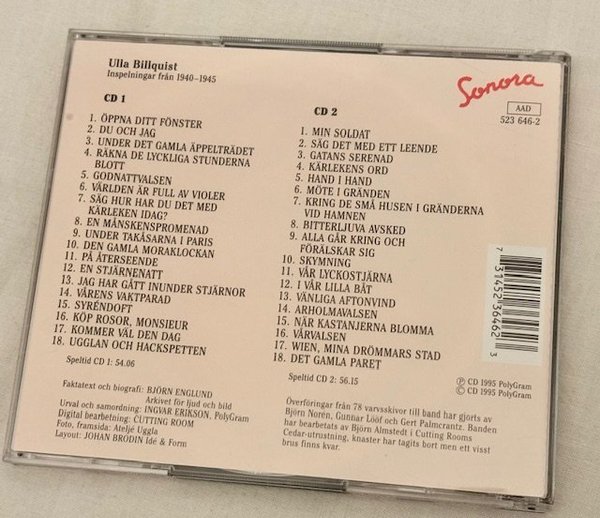 Ulla Billquist
Inspelningar från 1940–1945
Sonora
AAD
523 646-2
CD 1
1. ÖPPNA DITT FÖNSTER
2. DU OCH JAG
3. UNDER DET GAMLA ÄPPELTRÄDET
4. RÄKNA DE LYCKLIGA STUNDERNA
BLOTT
5. GODNATTVALSEN
6. VÄRLDEN ÄR FULL AV VIOLER
7. SÄG HUR HAR DU DET MED
KÄRLEKEN IDAG?
8. EN MÅNSKENSPROMENAD
9. UNDER TAKÅSARNA I PARIS
10. DEN GAMLA MORAKLOCKAN
11. PÅ ÅTERSEENDE
12. EN STJÄRNENATT
13. JAG HAR GÅTT INUNDER STJÄRNOR
14. VÅRENS VAKTPARAD
15. SYRÉNDOFT
16. KÖP ROSOR, MONSIEUR
17. KOMMER VÄL DEN DAG
18. UGGLAN OCH HACKSPETTEN
Speltid CD 1: 54.06
CD 2
1. MIN SOLDAT
2. SÄG DET MED ETT LEENDE
3. GATANS SERENAD
4. KÄRLEKENS ORD
5. HAND I HAND
6. MÖTE I GRÄNDEN
7. KRING DE SMÅ HUSEN I GRÄNDERNA
VID HAMNEN
8. BITTERLJUVA AVSKED
9. ALLA GÅR KRING OCH
FÖRÄLSKAR SIG
10. SKYMNING
11. VÅR LYCKOSTJÄRNA
12. I VÅR LILLA BÅT
13. VÄNLIGA AFTONVIND
14. ARHOLMAVALSEN
15. NÄR KASTANJERNA BLOMMA
16. VÅRVALSEN
17. WIEN, MINA DRÖMMARS STAD
18. DET GAMLA PARET
Speltid CD 2: 56.15
7 31452 36462 3
Ⓟ CD 1995 PolyGram
© CD 1995 PolyGram
Faktatext och biografi: BJÖRN ENGLUND
Arkivet för ljud och bild
Urval och samordning: INGVAR ERIKSON, PolyGram
Digital bearbetning: CUTTING ROOM
Foto, framsida: Ateljé Uggla
Layout: JOHAN BRODIN Idé & Form
Överföringar från 78 varvsskivor till band har gjorts av
Björn Norén, Gunnar Lööf och Gert Palmcrantz. Banden
har bearbetats av Björn Almstedt i Cutting Rooms
Cedar-utrustning, knaster har tagits bort men ett visst
brus finns kvar.